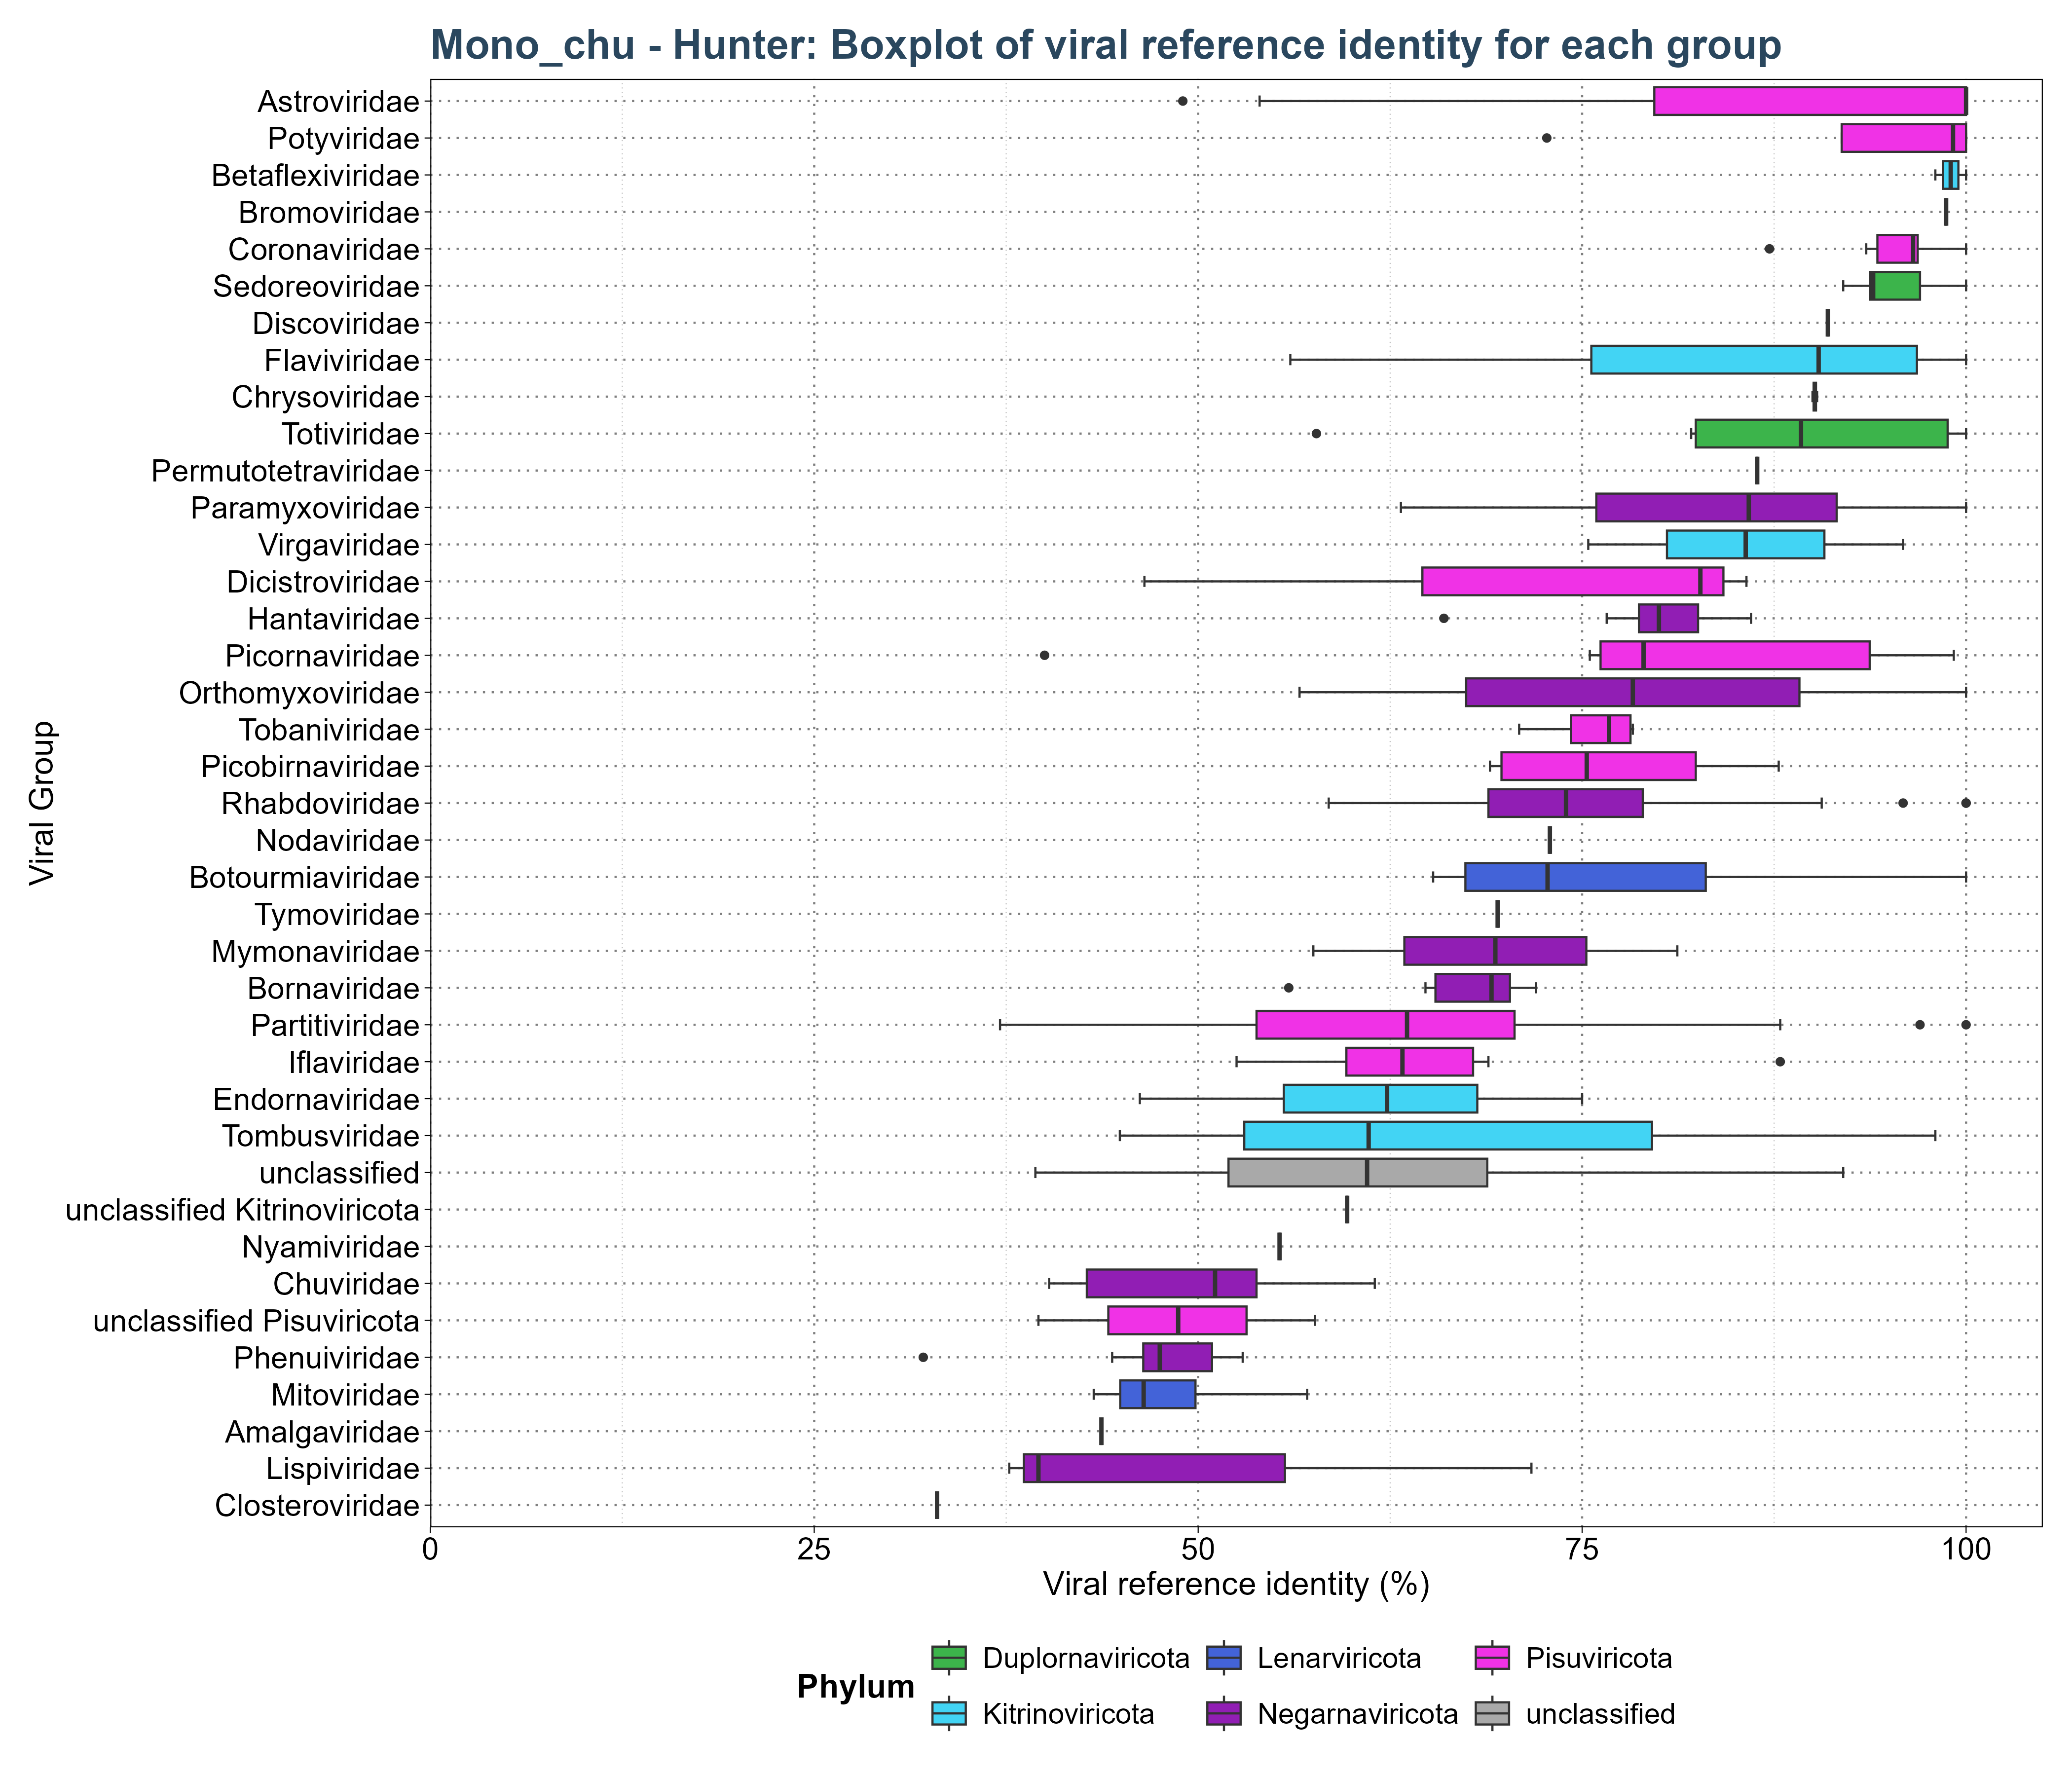 Mono_chu - Hunter: Boxplot of viral reference identity for each group
Viral Group
Astroviridae
Potyviridae
Betaflexiviridae
Bromoviridae
Coronaviridae
Sedoreoviridae
Discoviridae
Flaviviridae
Chrysoviridae
Totiviridae
Permutotetraviridae
Paramyxoviridae
Virgaviridae
Dicistroviridae
Hantaviridae
Picornaviridae
Orthomyxoviridae
Tobaniviridae
Picobirnaviridae
Rhabdoviridae
Nodaviridae
Botourmiaviridae
Tymoviridae
Mymonaviridae
Bornaviridae
Partitiviridae
Iflaviridae
Endornaviridae
Tombusviridae
unclassified
unclassified Kitrinoviricota
Nyamiviridae
Chuviridae
unclassified Pisuviricota
Phenuiviridae
Mitoviridae
Amalgaviridae
Lispiviridae
Closteroviridae
0 25 50 75 100
Viral reference identity (%)
Phylum
Duplornaviricota Lenarviricota Pisuviricota
Kitrinoviricota Negarnaviricota unclassified